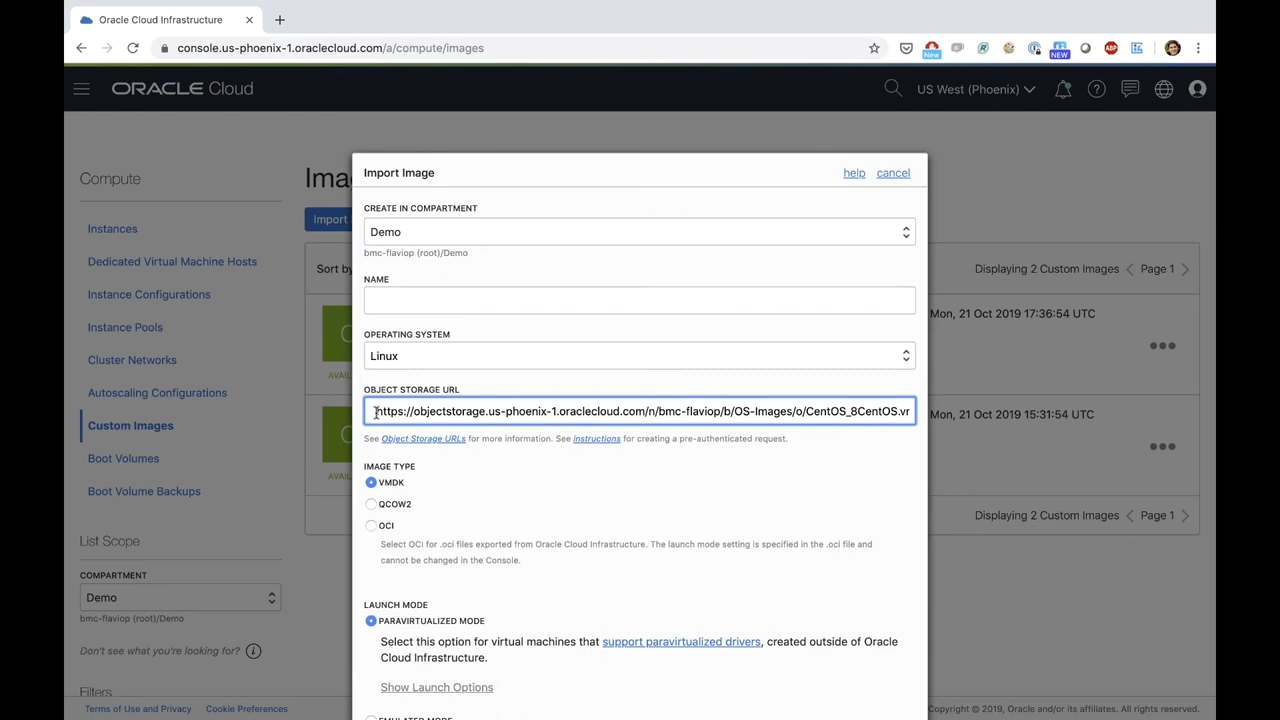 Oracle Cloud Infrastructure
console.us-phoenix-1.oraclecloud.com/a/compute/images
New
NEW
ABP
ORACLE Cloud
US West (Phoenix)
Compute
Instances
Dedicated Virtual Machine Hosts
Instance Configurations
Instance Pools
Cluster Networks
Autoscaling Configurations
Custom Images
Boot Volumes
Boot Volume Backups
List Scope
COMPARTMENT
Demo
bmc-flaviop (root)/Demo
Don't see what you're looking for?
Filters
Import
Sort by
Displaying 2 Custom Images
Page 1
Mon, 21 Oct 2019 17:36:54 UTC
Mon, 21 Oct 2019 15:31:54 UTC
Displaying 2 Custom Images
Page 1
Import Image
help
cancel
CREATE IN COMPARTMENT
Demo
bmc-flaviop (root)/Demo
NAME
OPERATING SYSTEM
Linux
OBJECT STORAGE URL
https://objectstorage.us-phoenix-1.oraclecloud.com/n/bmc-flaviop/b/OS-Images/o/CentOS_8CentOS.vr
See Object Storage URLs for more information. See instructions for creating a pre-authenticated request.
IMAGE TYPE
VMDK
QCOW2
OCI
Select OCI for .oci files exported from Oracle Cloud Infrastructure. The launch mode setting is specified in the .oci file and
cannot be changed in the Console.
LAUNCH MODE
PARAVIRTUALIZED MODE
Select this option for virtual machines that support paravirtualized drivers, created outside of Oracle
Cloud Infrastructure.
Show Launch Options
EMULATED MODE
Terms of Use and Privacy
Cookie Preferences
Copyright © 2019, Oracle and/or its affiliates. All rights reserved.